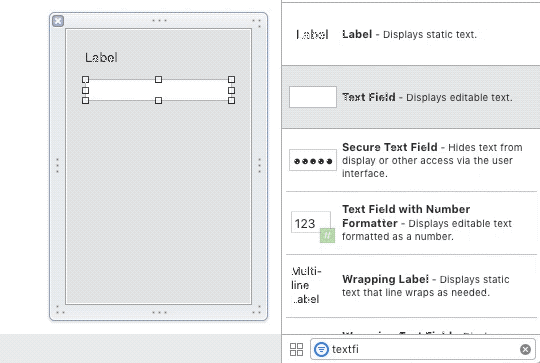 Label
Label
Label - Displays static text.
Text Field - Displays editable text.
Secure Text Field - Hides text from
display or other access via the user
interface.
123
Text Field with Number
Formatter - Displays editable text
formatted as a number.
Multi-
line
Label
Wrapping Label - Displays static
text that line wraps as needed.
textfi